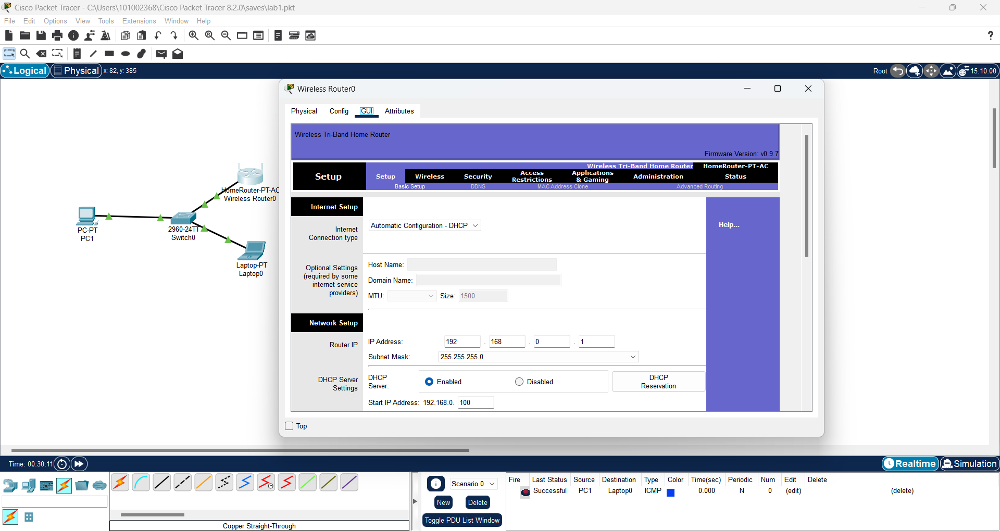 Cisco Packet Tracer - C:\Users\101002368\Cisco Packet Tracer 8.2.0\saves\lab1.pkt
File Edit Options View Tools Extensions Window Help
Logical Physical x: 82, y: 385 Root 15:10:00
HomeRouter-PT-AC
Wireless Router0
PC-PT
PC1
2960-24TT
Switch0
Laptop-PT
Laptop0
Wireless Router0
Physical Config GUI Attributes
Wireless Tri-Band Home Router
Firmware Version: v0.9.7
Wireless Tri-Band Home Router HomeRouter-PT-AC
Setup
Setup Wireless Security Access Restrictions Applications & Gaming Administration Status
Basic Setup DDNS MAC Address Clone Advanced Routing
Internet Setup
Internet Connection type
Automatic Configuration - DHCP
Help...
Optional Settings
(required by some
internet service
providers)
Host Name:
Domain Name:
MTU: Size: 1500
Network Setup
Router IP
IP Address: 192 . 168 . 0 . 1
Subnet Mask: 255.255.255.0
DHCP Server
Settings
DHCP
Server:
Enabled Disabled
DHCP
Reservation
Start IP Address: 192.168.0. 100
Top
Time: 00:30:11 Realtime Simulation
Copper Straight-Through
Scenario 0
New Delete
Toggle PDU List Window
Fire Last Status Source Destination Type Color Time(sec) Periodic Num Edit Delete
Successful PC1 Laptop0 ICMP 0.000 N 0 (edit) (delete)